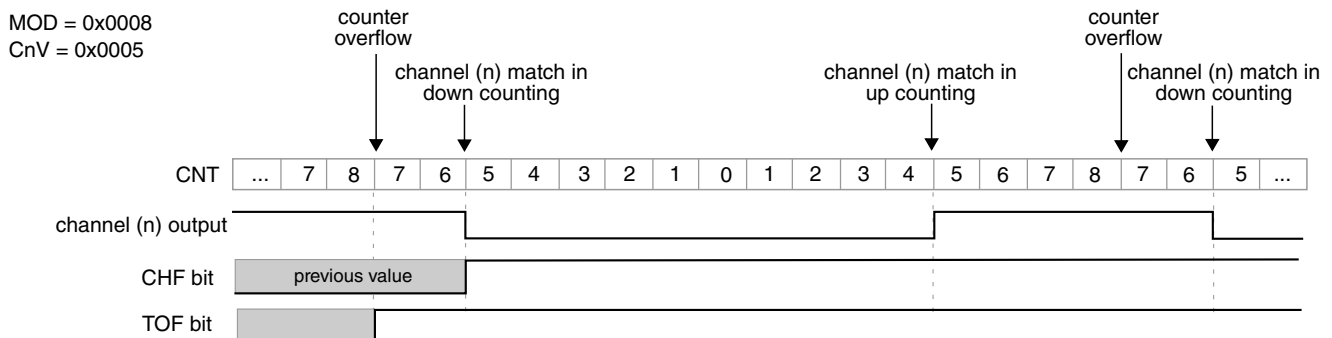 MOD = 0x0008
CnV = 0x0005
counter
overflow
channel (n) match in
down counting
channel (n) match in
up counting
counter
overflow
channel (n) match in
down counting
CNT ... 7 8 7 6 5 4 3 2 1 0 1 2 3 4 5 6 7 8 7 6 5 ...
channel (n) output
CHF bit previous value
TOF bit